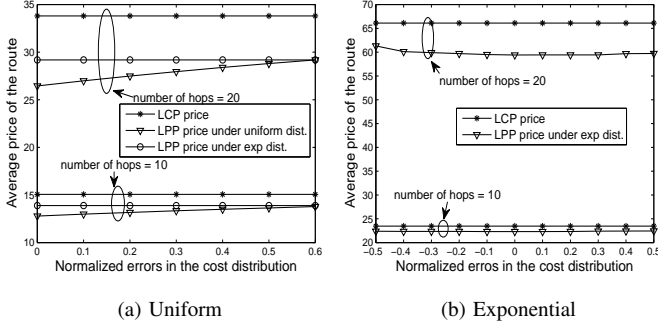 35
30
25
20
15
10
0
0.1
0.2
0.3
0.4
0.5
0.6
Average price of the route
Normalized errors in the cost distribution
number of hops = 20
LCP price
LPP price under uniform dist.
LPP price under exp dist.
number of hops = 10
(a) Uniform
70
65
60
55
50
45
40
35
30
25
20
−0.5
−0.4
−0.3
−0.2
−0.1
0
0.1
0.2
0.3
0.4
0.5
Average price of the route
Normalized errors in the cost distribution
number of hops = 20
LCP price
LPP price under exp dist.
number of hops = 10
(b) Exponential